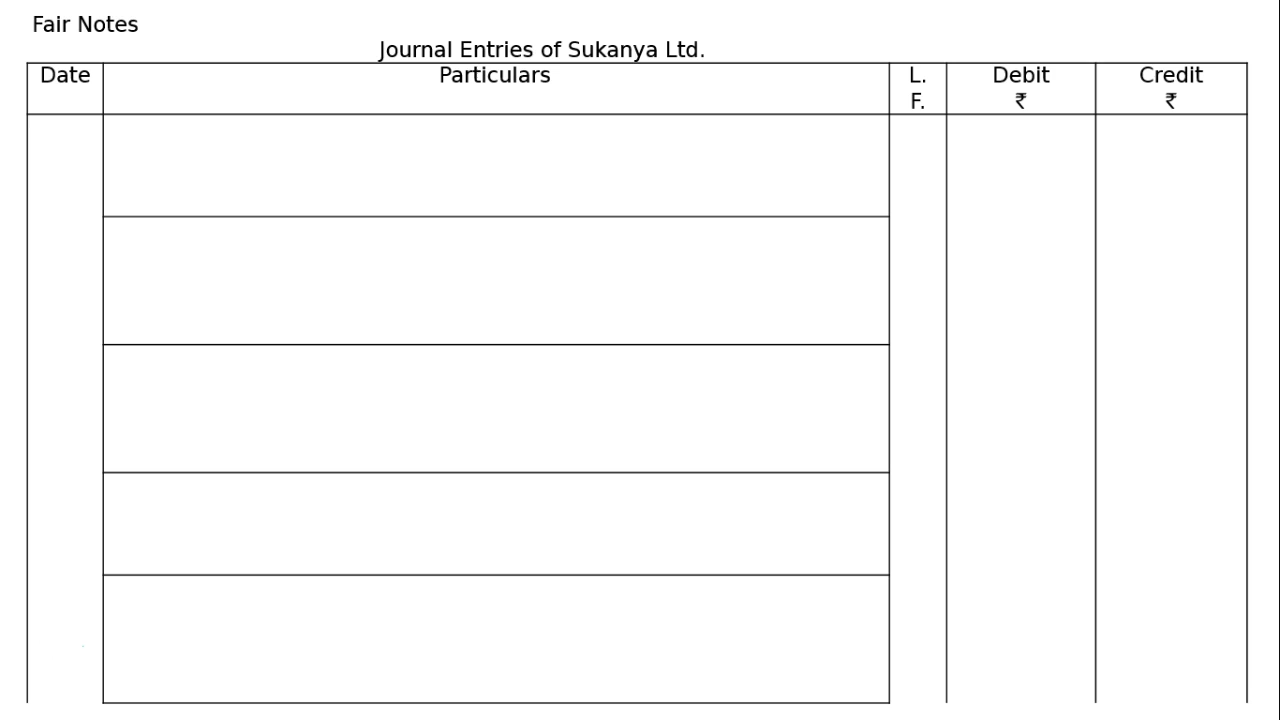 Fair Notes
Journal Entries of Sukanya Ltd.
Date Particulars L. F. Debit ₹ Credit ₹